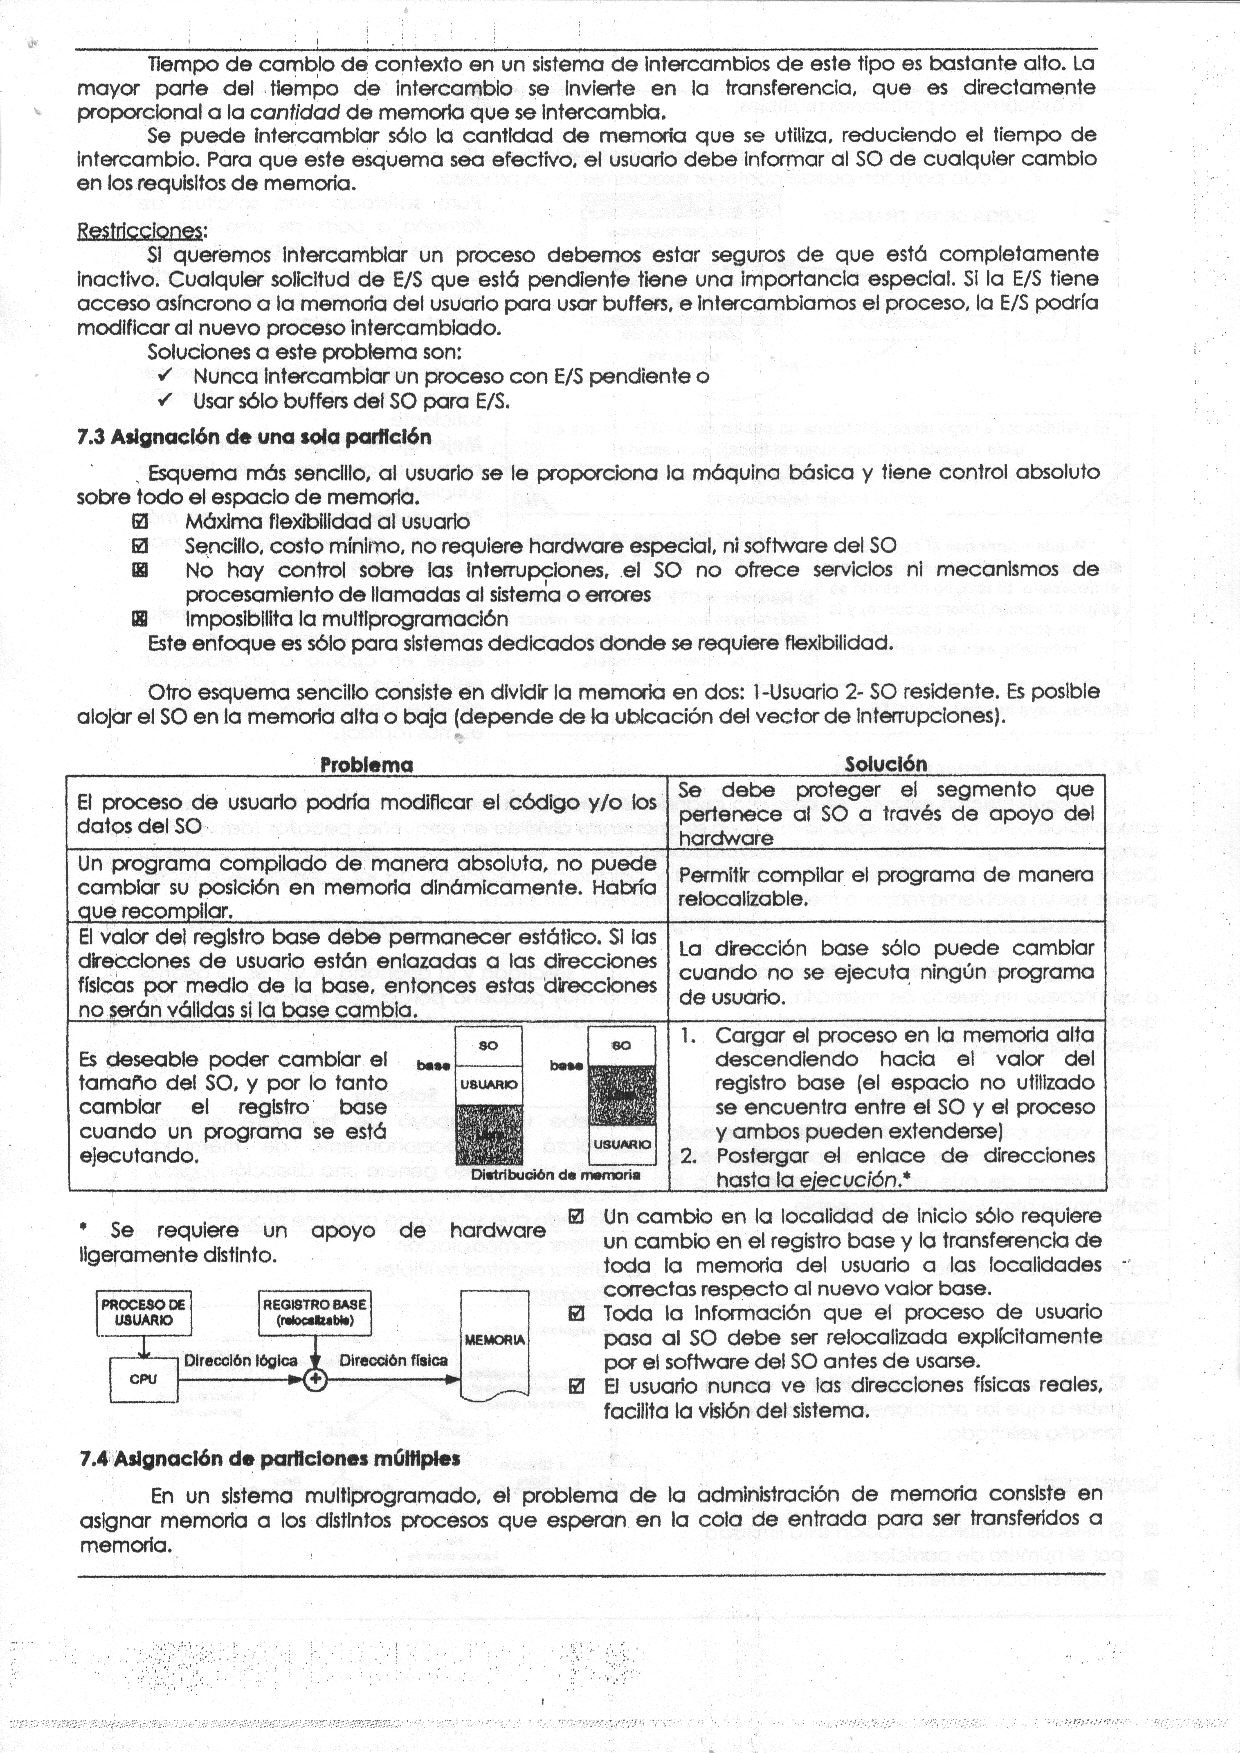 Tiempo de cambio de contexto en un sistema de intercambios de este tipo es bastante alto. La
mayor parte del tiempo de intercambio se invierte en la transferencia, que es directamente
proporcional a la cantidad de memoria que se intercambia.
Se puede intercambiar sólo la cantidad de memoria que se utiliza, reduciendo el tiempo de
intercambio. Para que este esquema sea efectivo, el usuario debe informar al SO de cualquier cambio
en los requisitos de memoria.
Restricciones:
Si queremos intercambiar un proceso debemos estar seguros de que está completamente
inactivo. Cualquier solicitud de E/S que está pendiente tiene una importancia especial. Si la E/S tiene
acceso asíncrono a la memoria del usuario para usar buffers, e intercambiamos el proceso, la E/S podría
modificar al nuevo proceso intercambiado.
Soluciones a este problema son:
✓ Nunca intercambiar un proceso con E/S pendiente o
✓ Usar sólo buffers del SO para E/S.
7.3 Asignación de una sola partición
Esquema más sencillo, al usuario se le proporciona la máquina básica y tiene control absoluto
sobre todo el espacio de memoria.
☑ Máxima flexibilidad al usuario
☑ Sencillo, costo mínimo, no requiere hardware especial, ni software del SO
☒ No hay control sobre las interrupciones, el SO no ofrece servicios ni mecanismos de
procesamiento de llamadas al sistema o errores
☒ Imposibilita la multiprogramación
Este enfoque es sólo para sistemas dedicados donde se requiere flexibilidad.
Otro esquema sencillo consiste en dividir la memoria en dos: 1-Usuario 2- SO residente. Es posible
alojar el SO en la memoria alta o baja (depende de la ubicación del vector de interrupciones).
Problema
Solución
El proceso de usuario podría modificar el código y/o los
datos del SO
Se debe proteger el segmento que
pertenece al SO a través de apoyo del
hardware
Un programa compilado de manera absoluta, no puede
cambiar su posición en memoria dinámicamente. Habría
que recompilar.
Permitir compilar el programa de manera
relocalizable.
El valor del registro base debe permanecer estático. Si las
direcciones de usuario están enlazadas a las direcciones
físicas por medio de la base, entonces estas direcciones
no serán válidas si la base cambia.
La dirección base sólo puede cambiar
cuando no se ejecuta ningún programa
de usuario.
Es deseable poder cambiar el
tamaño del SO, y por lo tanto
cambiar el registro base
cuando un programa se está
ejecutando.
base
SO
USUARIO
base
SO
USUARIO
Distribución de memoria
1. Cargar el proceso en la memoria alta
descendiendo hacia el valor del
registro base (el espacio no utilizado
se encuentra entre el SO y el proceso
y ambos pueden extenderse)
2. Postergar el enlace de direcciones
hasta la ejecución.*
* Se requiere un apoyo de hardware
ligeramente distinto.
PROCESO DE
USUARIO
REGISTRO BASE
(relocalizable)
MEMORIA
Dirección lógica
Dirección física
CPU
+
☑ Un cambio en la localidad de inicio sólo requiere
un cambio en el registro base y la transferencia de
toda la memoria del usuario a las localidades
correctas respecto al nuevo valor base.
☑ Toda la información que el proceso de usuario
pasa al SO debe ser relocalizada explícitamente
por el software del SO antes de usarse.
☑ El usuario nunca ve las direcciones físicas reales,
facilita la visión del sistema.
7.4 Asignación de particiones múltiples
En un sistema multiprogramado, el problema de la administración de memoria consiste en
asignar memoria a los distintos procesos que esperan en la cola de entrada para ser transferidos a
memoria.